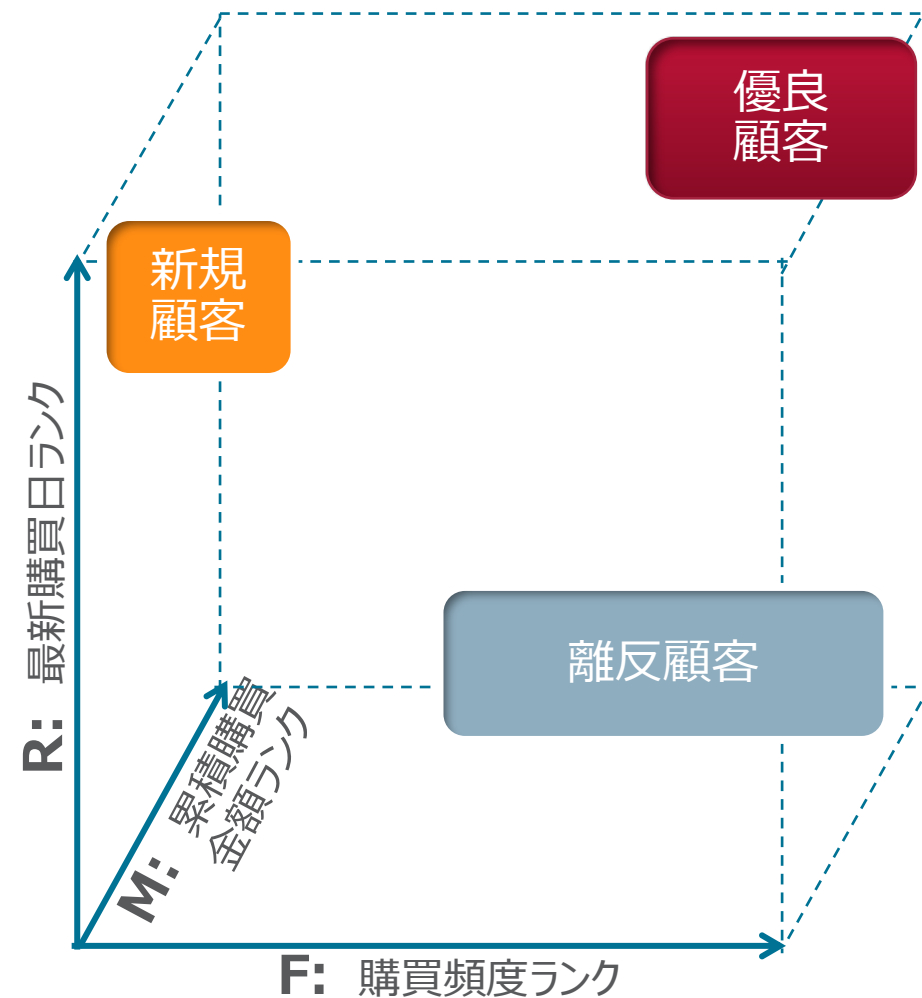 優良
顧客
新規
顧客
離反顧客
R: 最新購買日ランク
M: 累積購買
金額ランク
F: 購買頻度ランク